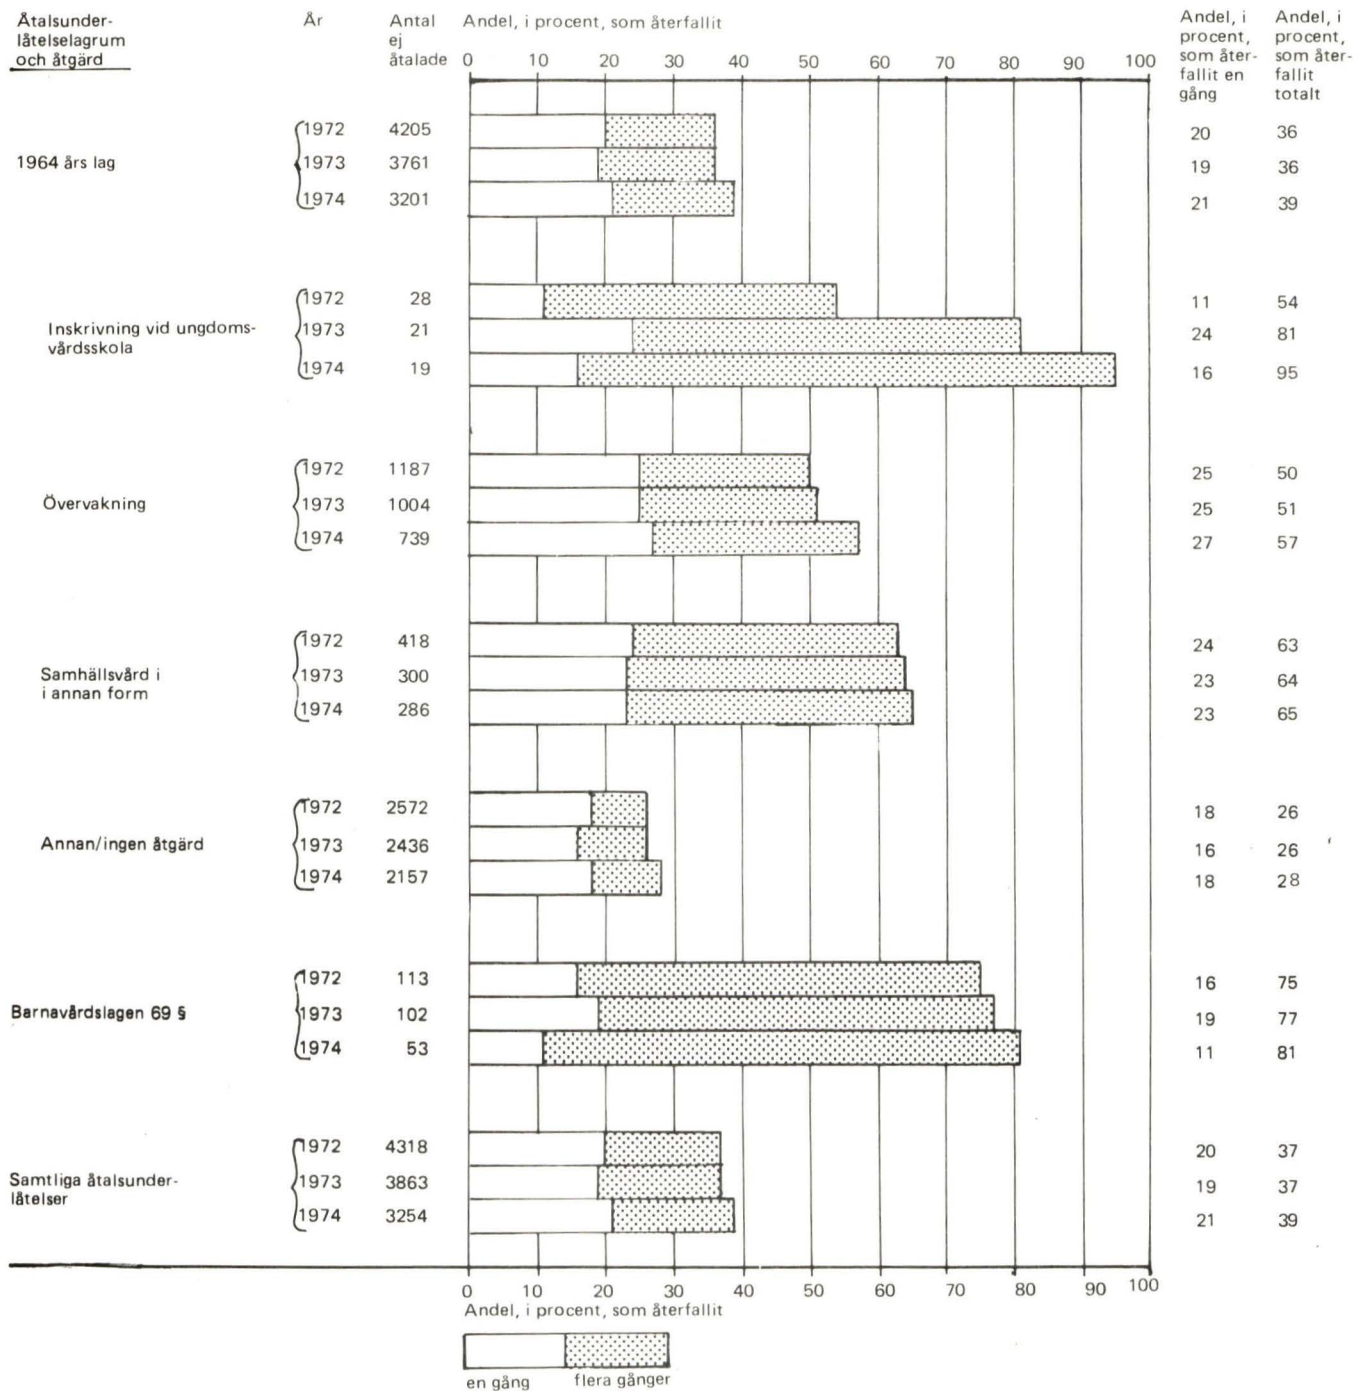 Åtalsunder-
låtelselagrum
och åtgärd
År
Antal
ej
åtalade
Andel, i procent, som återfallit
0 10 20 30 40 50 60 70 80 90 100
Andel, i
procent,
som åter-
fallit en
gång
Andel, i
procent,
som åter-
fallit
totalt
1964 års lag
1972 4205 20 36
1973 3761 19 36
1974 3201 21 39
Inskrivning vid ungdoms-
vårdsskola
1972 28 11 54
1973 21 24 81
1974 19 16 95
Övervakning
1972 1187 25 50
1973 1004 25 51
1974 739 27 57
Samhällsvård i
i annan form
1972 418 24 63
1973 300 23 64
1974 286 23 65
Annan/ingen åtgärd
1972 2572 18 26
1973 2436 16 26
1974 2157 18 28
Barnavårdslagen 69 §
1972 113 16 75
1973 102 19 77
1974 53 11 81
Samtliga åtalsunder-
låtelser
1972 4318 20 37
1973 3863 19 37
1974 3254 21 39
0 10 20 30 40 50 60 70 80 90 100
Andel, i procent, som återfallit
en gång flera gånger